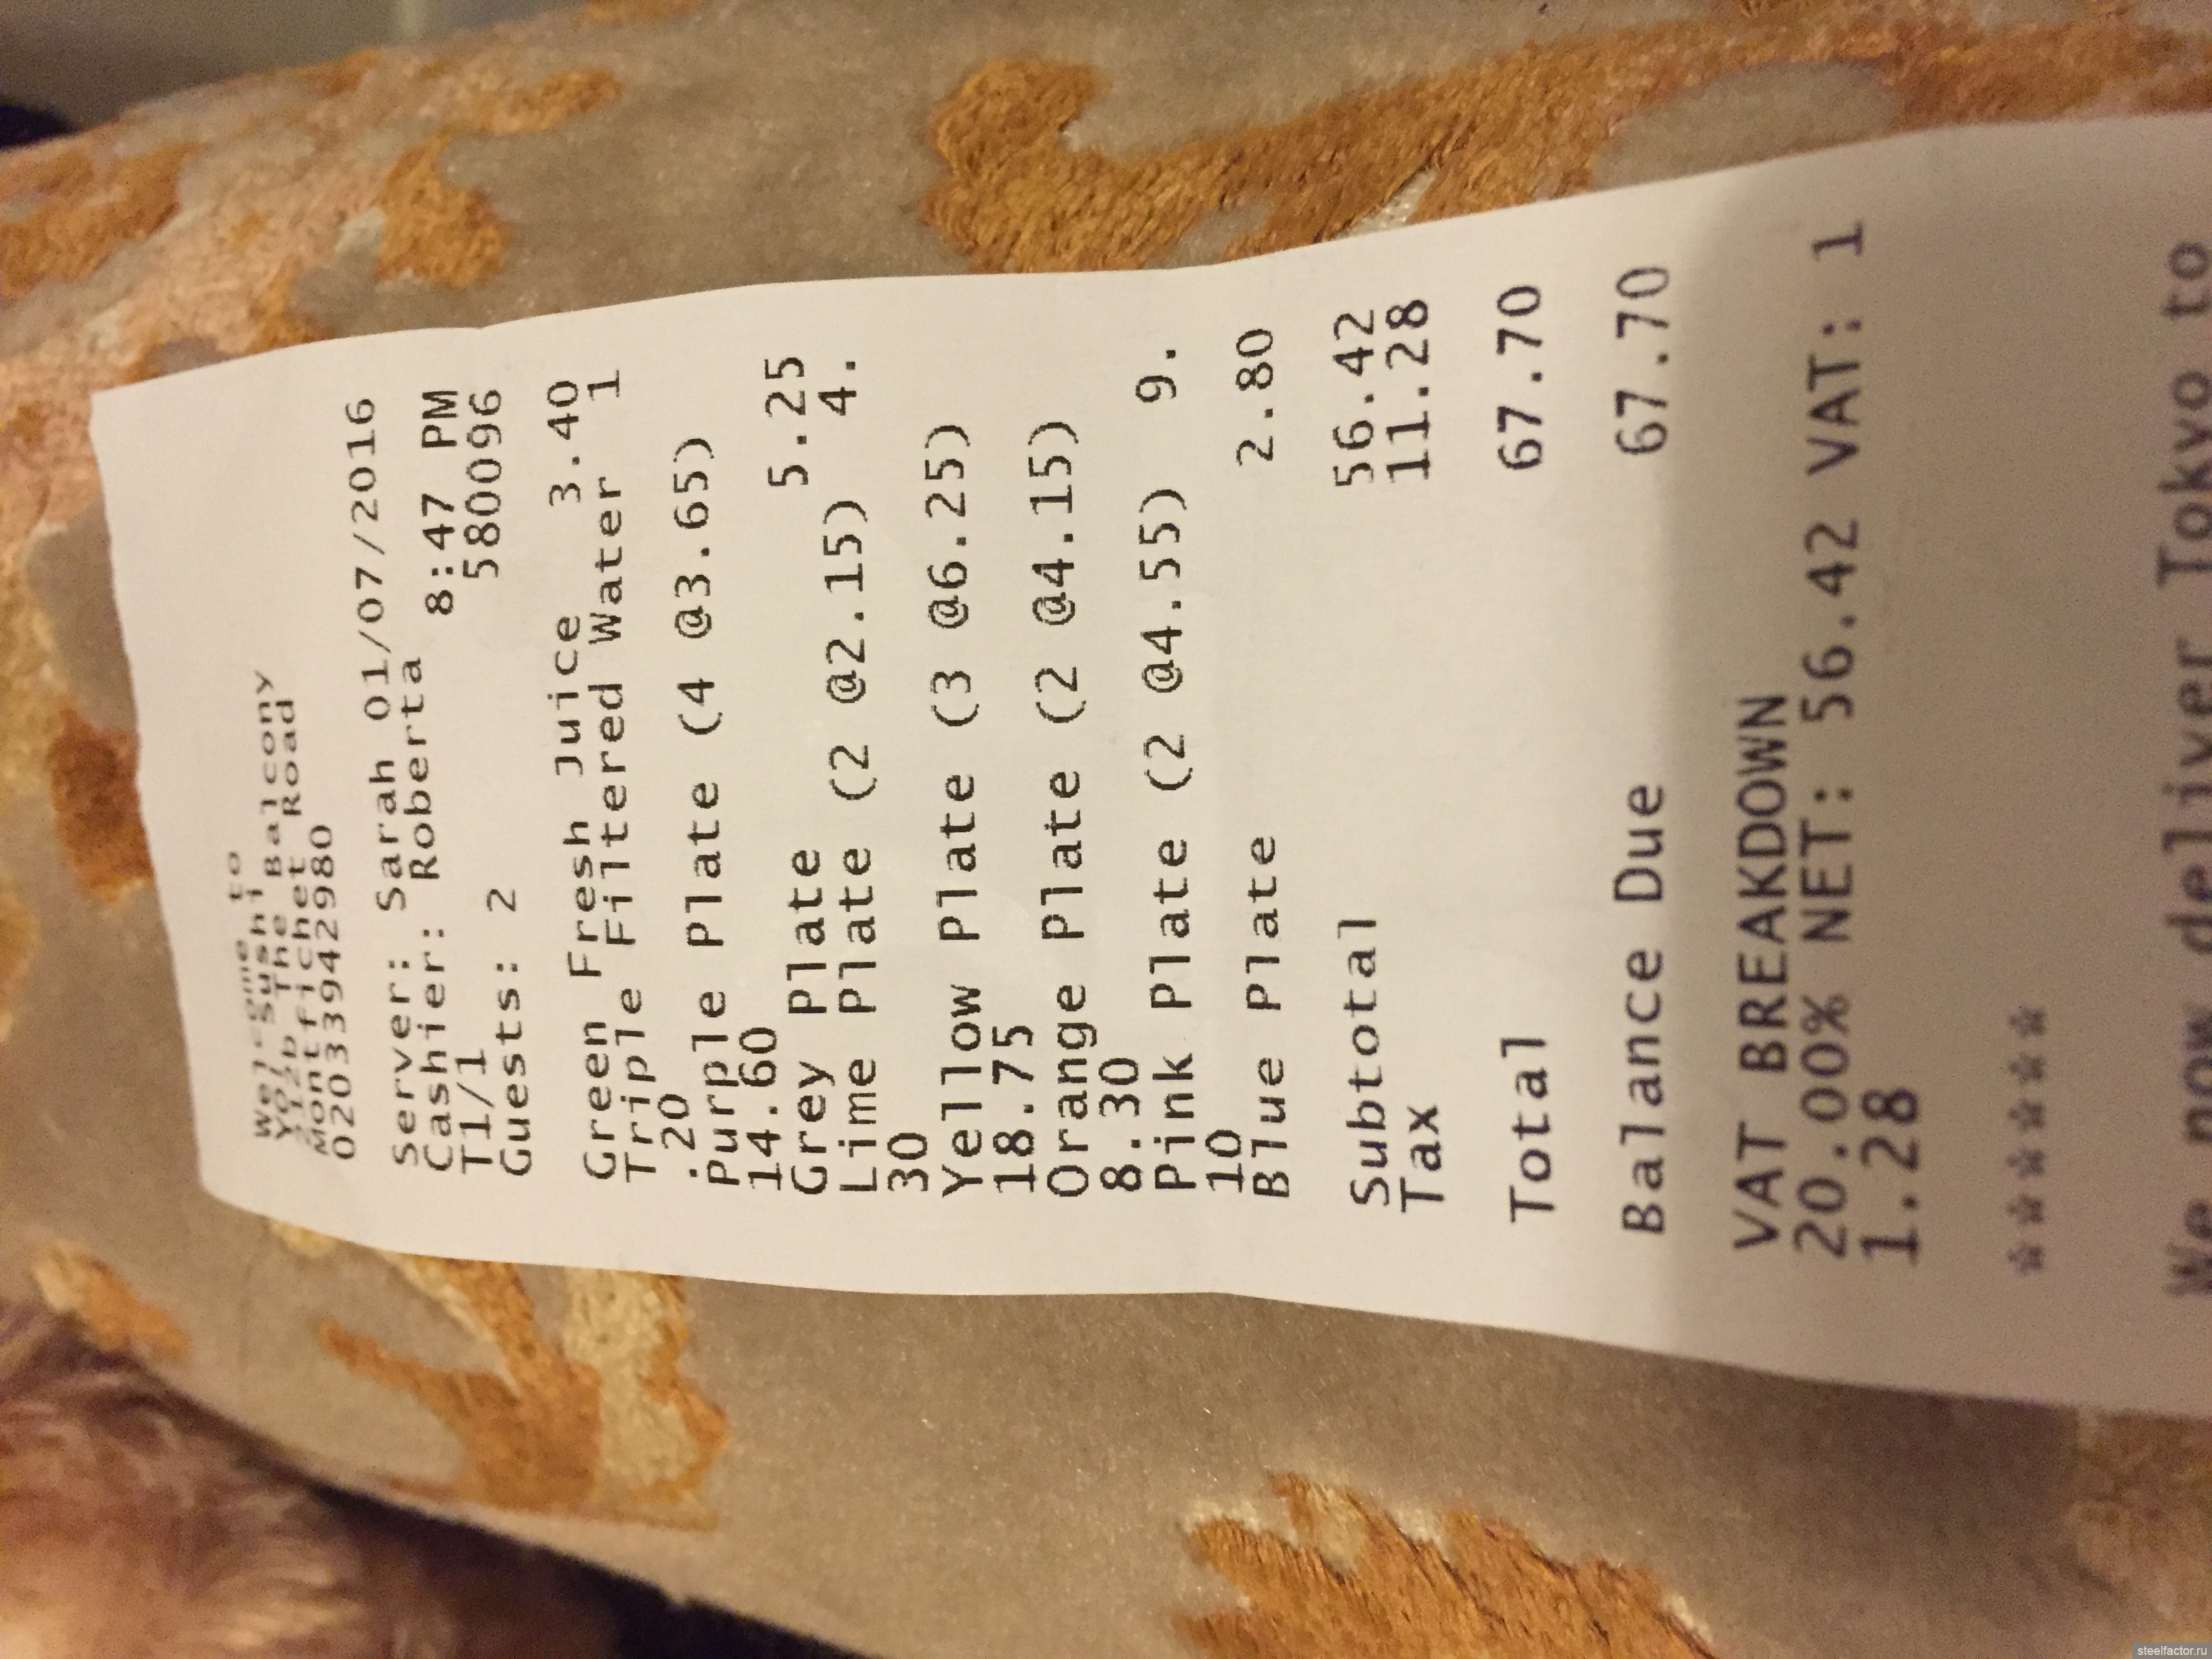 Welcome to
Yo! Sushi
212b The Balcony
Montfichet Road
02033942980
Server: Sarah 01/07/2016
Cashier: Roberta 8:47 PM
T1/1 580096
Guests: 2
Green Fresh Juice 3.40
Triple Filtered Water 1
.20
Purple Plate (4 @3.65)
14.60
Grey Plate 5.25
Lime Plate (2 @2.15) 4.
30
Yellow Plate (3 @6.25)
18.75
Orange Plate (2 @4.15)
8.30
Pink Plate (2 @4.55) 9.
10
Blue Plate 2.80
Subtotal 56.42
Tax 11.28
Total 67.70
Balance Due 67.70
VAT BREAKDOWN
20.00% NET: 56.42 VAT: 1
1.28
☆☆☆☆☆
We now deliver Tokyo to
steelfactor.ru